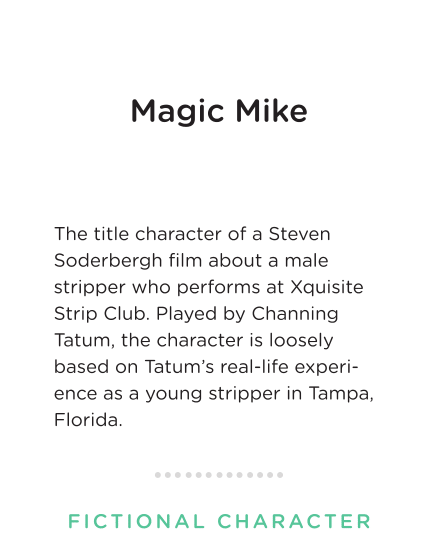 Magic Mike
The title character of a Steven
Soderbergh film about a male
stripper who performs at Xquisite
Strip Club. Played by Channing
Tatum, the character is loosely
based on Tatum’s real-life experi-
ence as a young stripper in Tampa,
Florida.
FICTIONAL CHARACTER